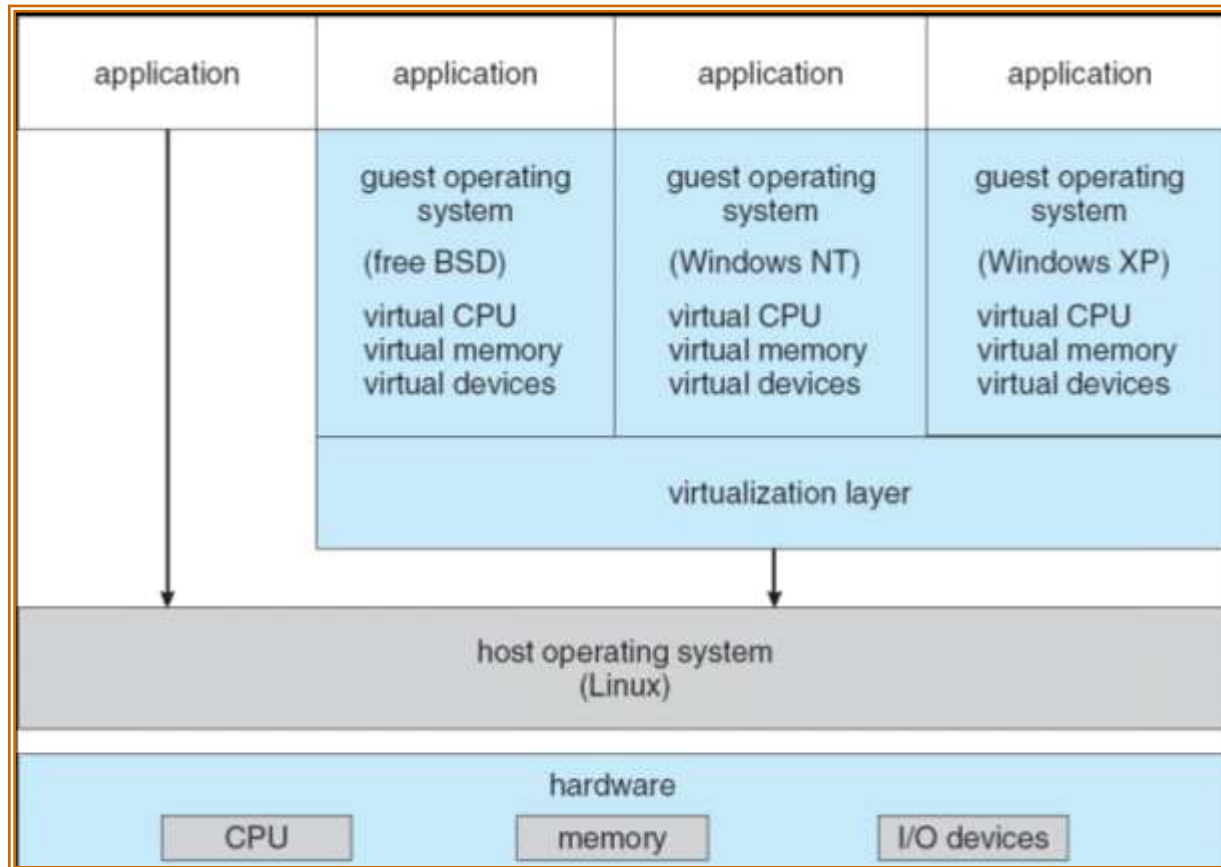 application
application
application
application
guest operating
system
(free BSD)
virtual CPU
virtual memory
virtual devices
guest operating
system
(Windows NT)
virtual CPU
virtual memory
virtual devices
guest operating
system
(Windows XP)
virtual CPU
virtual memory
virtual devices
virtualization layer
host operating system
(Linux)
hardware
CPU
memory
I/O devices